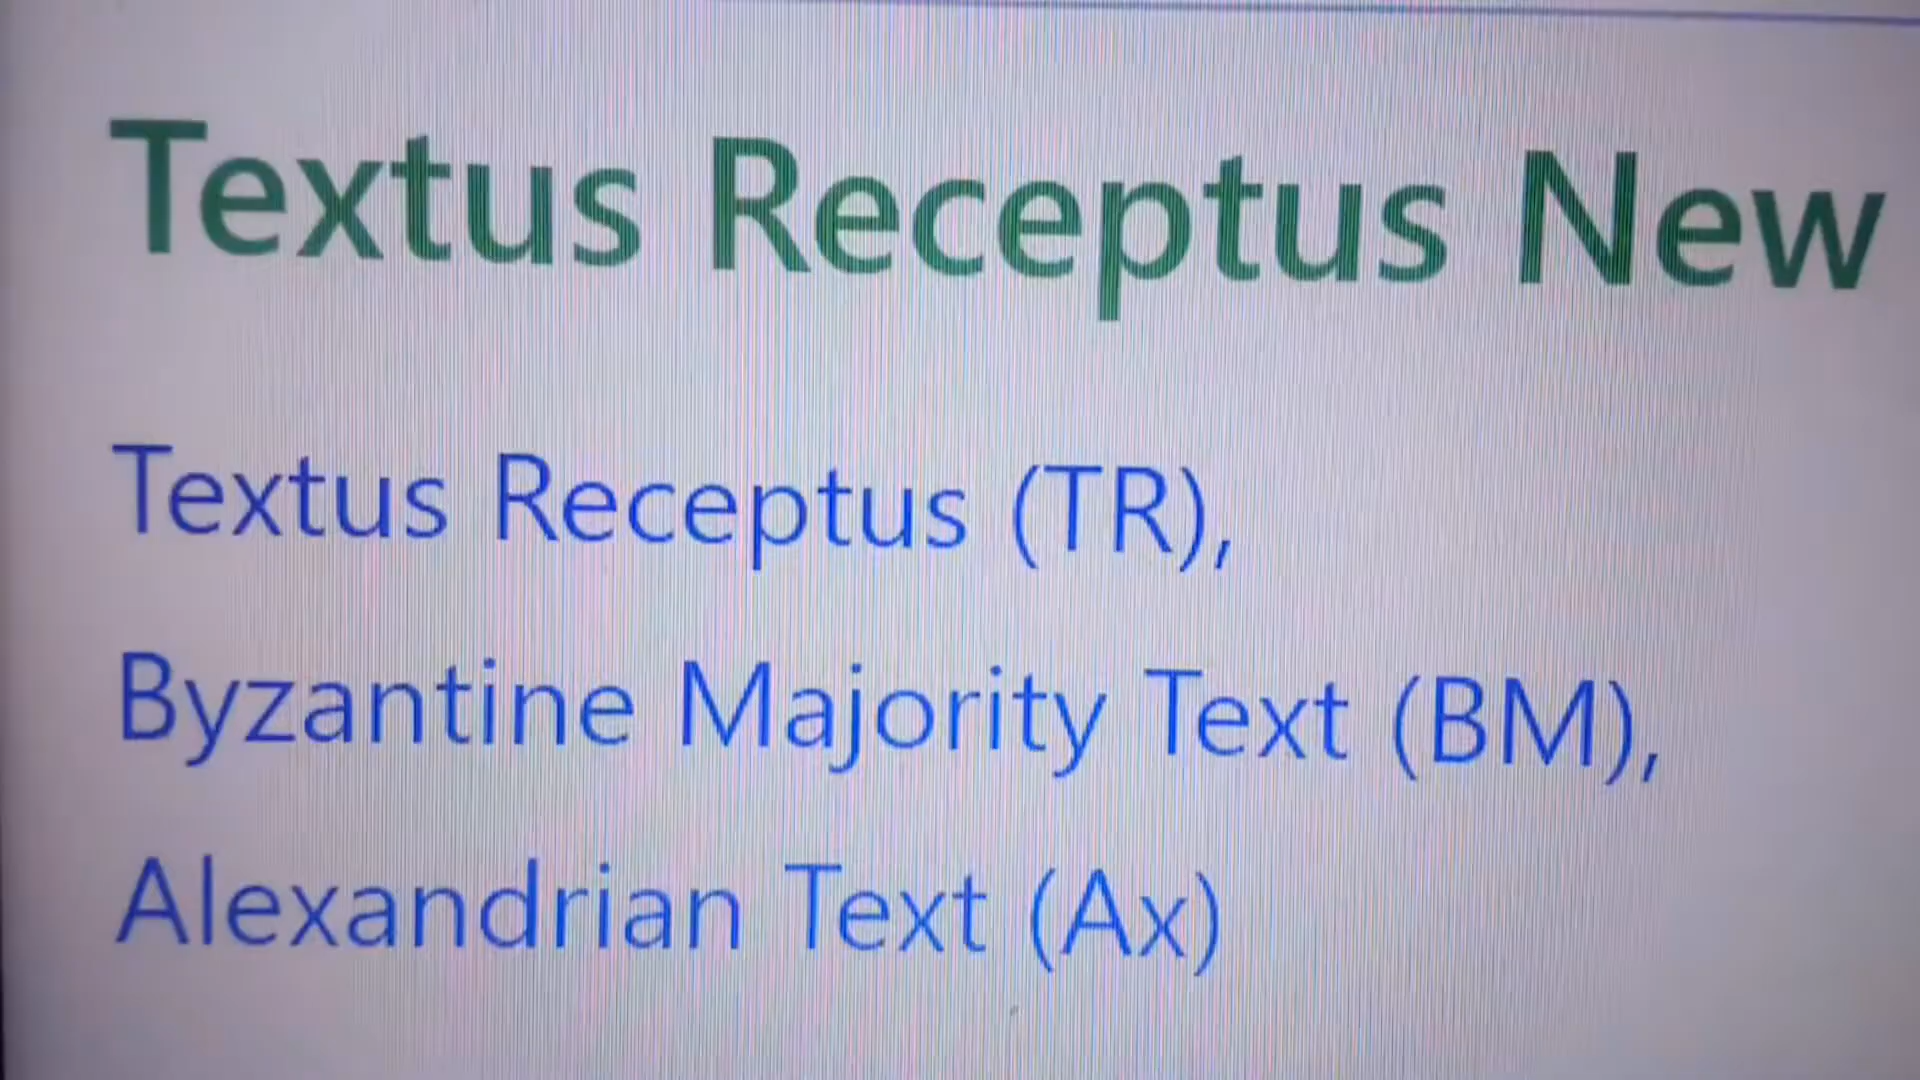 Textus Receptus New
Textus Receptus (TR),
Byzantine Majority Text (BM),
Alexandrian Text (Ax)